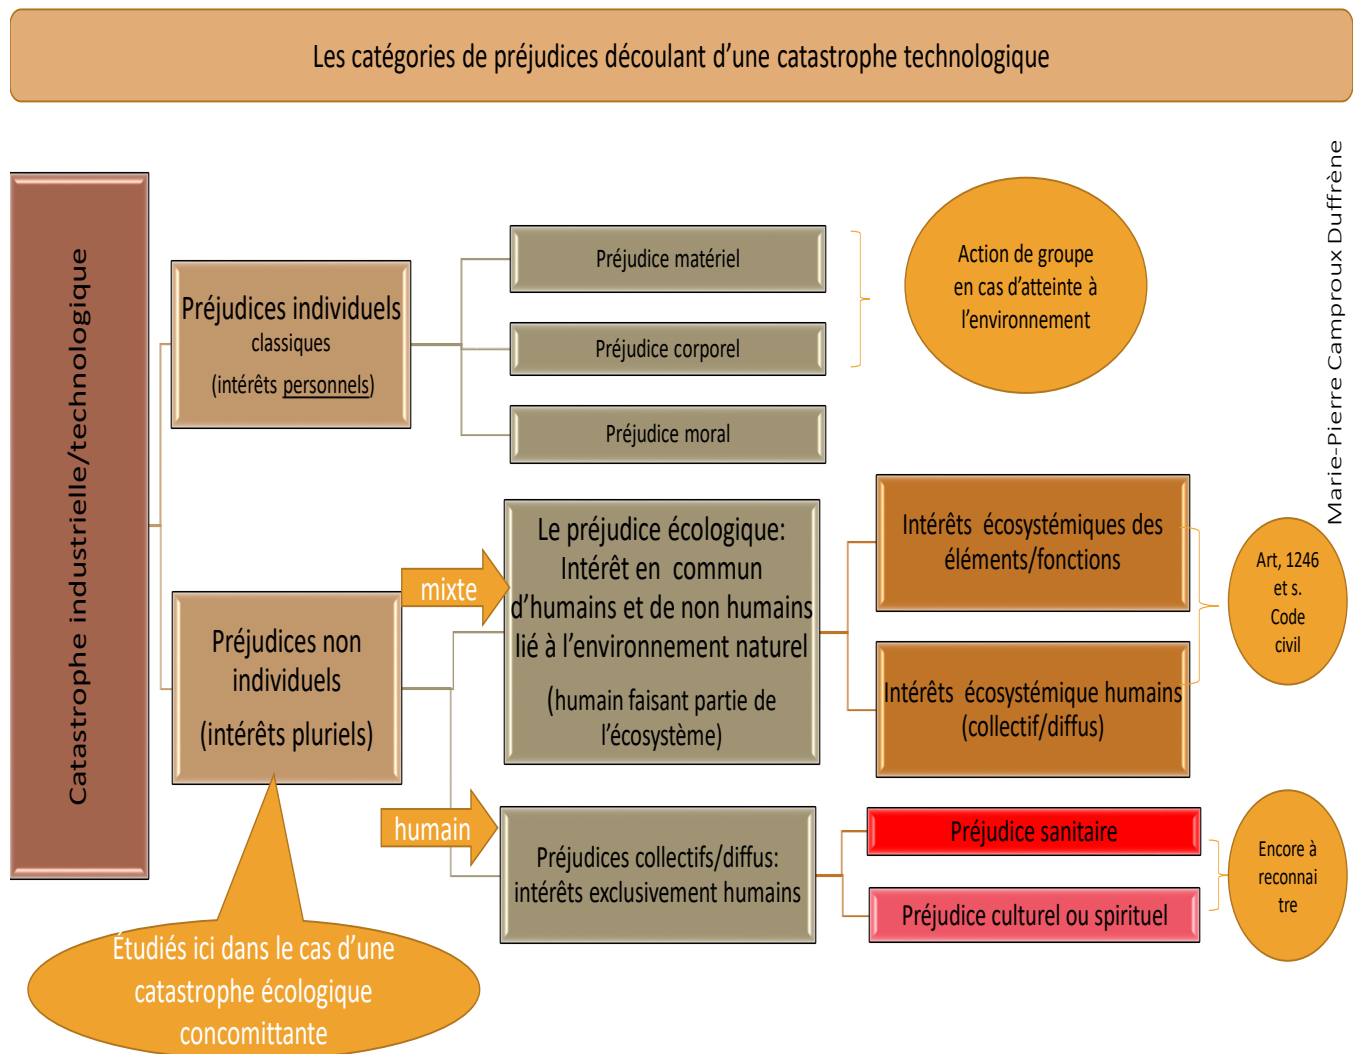 Les catégories de préjudices découlant d’une catastrophe technologique
Marie-Pierre Camproux Duffrène
Catastrophe industrielle/technologique
Préjudices individuels
classiques
(intérêts personnels)
Préjudice matériel
Préjudice corporel
Préjudice moral
Action de groupe
en cas d’atteinte à
l’environnement
Préjudices non
individuels
(intérêts pluriels)
mixte
Le préjudice écologique:
Intérêt en commun
d’humains et de non humains
lié à l’environnement naturel
(humain faisant partie de
l’écosystème)
Intérêts écosystémiques des
éléments/fonctions
Intérêts écosystémique humains
(collectif/diffus)
Art, 1246
et s.
Code
civil
humain
Préjudices collectifs/diffus:
intérêts exclusivement humains
Préjudice sanitaire
Préjudice culturel ou spirituel
Encore à
reconnai
tre
Étudiés ici dans le cas d’une
catastrophe écologique
concomittante